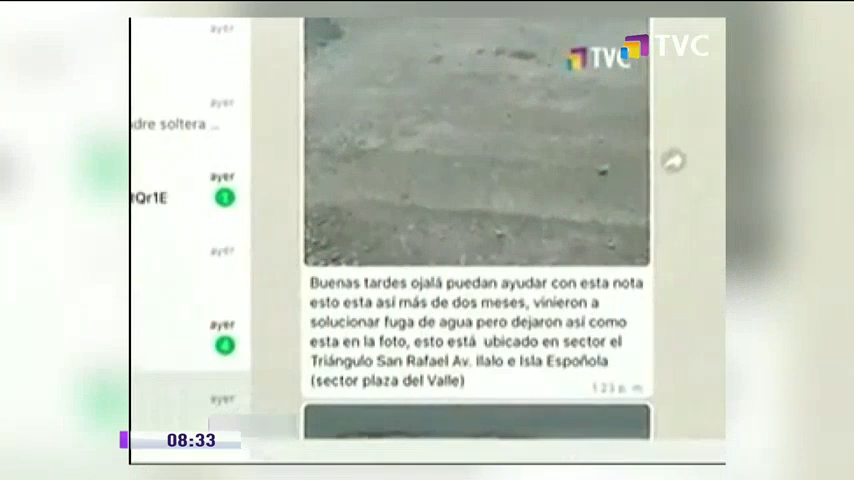 ayer
TVC
TVC
ayer
dre soltera ...
ayer
Qr1E
1
ayer
Buenas tardes ojalá puedan ayudar con esta nota
esto esta así más de dos meses, vinieron a
solucionar fuga de agua pero dejaron así como
esta en la foto, esto está ubicado en sector el
Triángulo San Rafael Av. Ilalo e Isla Española
(sector plaza del Valle)
1:23 p. m.
ayer
4
ayer
08:33